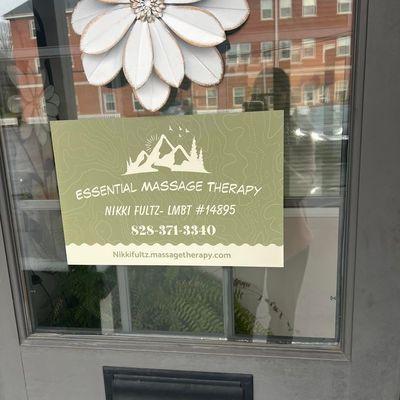 ESSENTIAL MASSAGE THERAPY
NIKKI FULTZ- LMBT #14895
828-371-3340
Nikkifultz.massagetherapy.com